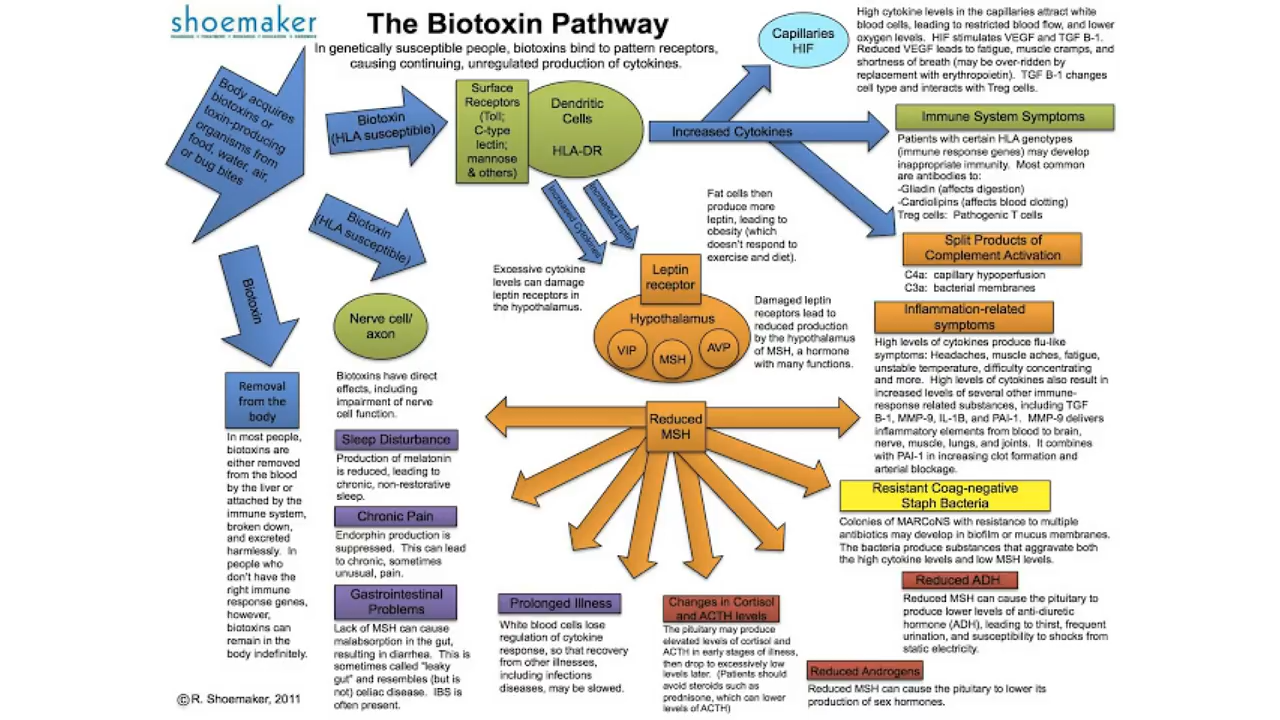 shoemaker
The Biotoxin Pathway
In genetically susceptible people, biotoxins bind to pattern receptors,
causing continuing, unregulated production of cytokines.
Body acquires
biotoxins or
toxin-producing
organisms from
food, water, air,
or bug bites
Biotoxin
(HLA susceptible)
Surface
Receptors
(Toll;
C-type
lectin;
mannose
& others)
Dendritic
Cells
HLA-DR
Increased Cytokines
Capillaries
HIF
High cytokine levels in the capillaries attract white
blood cells, leading to restricted blood flow, and lower
oxygen levels. HIF stimulates VEGF and TGF B-1.
Reduced VEGF leads to fatigue, muscle cramps, and
shortness of breath (may be over-ridden by
replacement with erythropoietin). TGF B-1 changes
cell type and interacts with Treg cells.
Immune System Symptoms
Patients with certain HLA genotypes
(immune response genes) may develop
inappropriate immunity. Most common
are antibodies to:
-Gliadin (affects digestion)
-Cardiolipins (affects blood clotting)
Treg cells: Pathogenic T cells
Split Products of
Complement Activation
C4a: capillary hypoperfusion
C3a: bacterial membranes
Inflammation-related
symptoms
High levels of cytokines produce flu-like
symptoms: Headaches, muscle aches, fatigue,
unstable temperature, difficulty concentrating
and more. High levels of cytokines also result in
increased levels of several other immune-
response related substances, including TGF
B-1, MMP-9, IL-1B, and PAI-1. MMP-9 delivers
inflammatory elements from blood to brain,
nerve, muscle, lungs, and joints. It combines
with PAI-1 in increasing clot formation and
arterial blockage.
Biotoxin
(HLA susceptible)
Biotoxin
Increased Cytokines
Increased Leptin
Fat cells then
produce more
leptin, leading to
obesity (which
doesn't respond to
exercise and diet).
Excessive cytokine
levels can damage
leptin receptors in
the hypothalamus.
Leptin
receptor
Hypothalamus
VIP
MSH
AVP
Damaged leptin
receptors lead to
reduced production
by the hypothalamus
of MSH, a hormone
with many functions.
Nerve cell/
axon
Biotoxins have direct
effects, including
impairment of nerve
cell function.
Removal
from the
body
In most people,
biotoxins are
either removed
from the blood
by the liver or
attached by the
immune system,
broken down,
and excreted
harmlessly. In
people who
don't have the
right immune
response genes,
however,
biotoxins can
remain in the
body indefinitely.
Reduced
MSH
Sleep Disturbance
Production of melatonin
is reduced, leading to
chronic, non-restorative
sleep.
Chronic Pain
Endorphin production is
suppressed. This can lead
to chronic, sometimes
unusual, pain.
Gastrointestinal
Problems
Lack of MSH can cause
malabsorption in the gut,
resulting in diarrhea. This is
sometimes called "leaky
gut" and resembles (but is
not) celiac disease. IBS is
often present.
Prolonged Illness
White blood cells lose
regulation of cytokine
response, so that recovery
from other illnesses,
including infections
diseases, may be slowed.
Changes in Cortisol
and ACTH levels
The pituitary may produce
elevated levels of cortisol and
ACTH in early stages of illness,
then drop to excessively low
levels later. (Patients should
avoid steroids such as
prednisone, which can lower
levels of ACTH)
Resistant Coag-negative
Staph Bacteria
Colonies of MARCoNS with resistance to multiple
antibiotics may develop in biofilm or mucus membranes.
The bacteria produce substances that aggravate both
the high cytokine levels and low MSH levels.
Reduced ADH
Reduced MSH can cause the pituitary to
produce lower levels of anti-diuretic
hormone (ADH), leading to thirst, frequent
urination, and susceptibility to shocks from
static electricity.
Reduced Androgens
Reduced MSH can cause the pituitary to lower its
production of sex hormones.
©R. Shoemaker, 2011